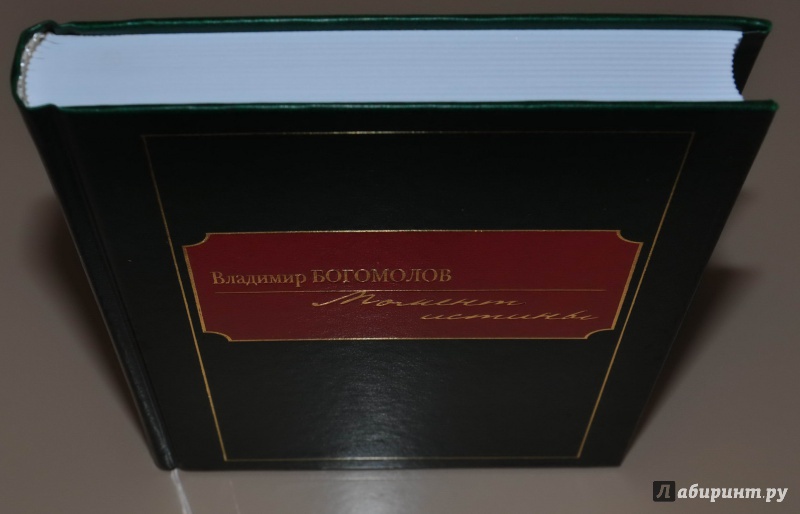 Владимир БОГОМОЛОВ
Момент
истины
Лабиринт.ру